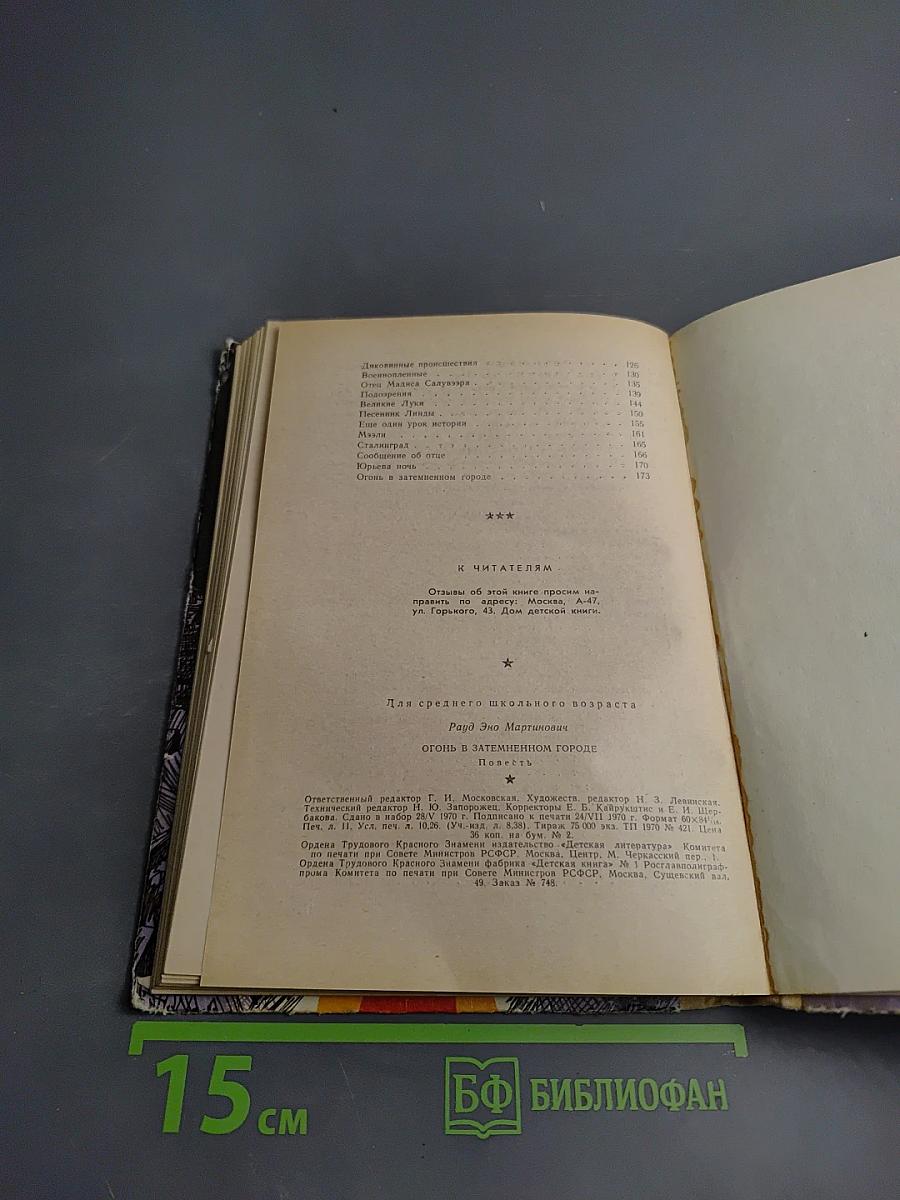 Диковинные происшествия . . . . . . . . . . . 126
Военнопленные . . . . . . . . . . . . . . . 130
Отец Мадиса Салувээра . . . . . . . . . . . . 135
Подозрения . . . . . . . . . . . . . . . . 139
Великие Луки . . . . . . . . . . . . . . . 144
Песенник Линды . . . . . . . . . . . . . . 150
Еще один урок истории . . . . . . . . . . . . 155
Мээли . . . . . . . . . . . . . . . . . . 161
Сталинград . . . . . . . . . . . . . . . . 165
Сообщение об отце . . . . . . . . . . . . . 166
Юрьева ночь . . . . . . . . . . . . . . . 170
Огонь в затемненном городе . . . . . . . . . . . 173
★★★
К ЧИТАТЕЛЯМ
Отзывы об этой книге просим на-
править по адресу: Москва, А-47,
ул. Горького, 43. Дом детской книги.
★
Для среднего школьного возраста
Рауд Эно Мартинович
ОГОНЬ В ЗАТЕМНЕННОМ ГОРОДЕ
Повесть
★
Ответственный редактор Г. И. Московская. Художеств. редактор Н. З. Левинская.
Технический редактор Н. Ю. Запорожец. Корректоры Е. Б. Кайрукштис и Е. И. Щер-
бакова. Сдано в набор 28/V 1970 г. Подписано к печати 24/VII 1970 г. Формат 60×84 1/16.
Печ. л. 11, Усл. печ. л. 10,26. (Уч.-изд. л. 8,38). Тираж 75 000 экз. ТП 1970 № 421. Цена
36 коп. на бум. № 2.
Ордена Трудового Красного Знамени издательство «Детская литература» Комитета
по печати при Совете Министров РСФСР. Москва, Центр, М. Черкасский пер., 1.
Ордена Трудового Красного Знамени фабрика «Детская книга» № 1 Росглавполиграф-
прома Комитета по печати при Совете Министров РСФСР, Москва, Сущевский вал,
49. Заказ № 748.
15 см
БФ БИБЛИОФАН